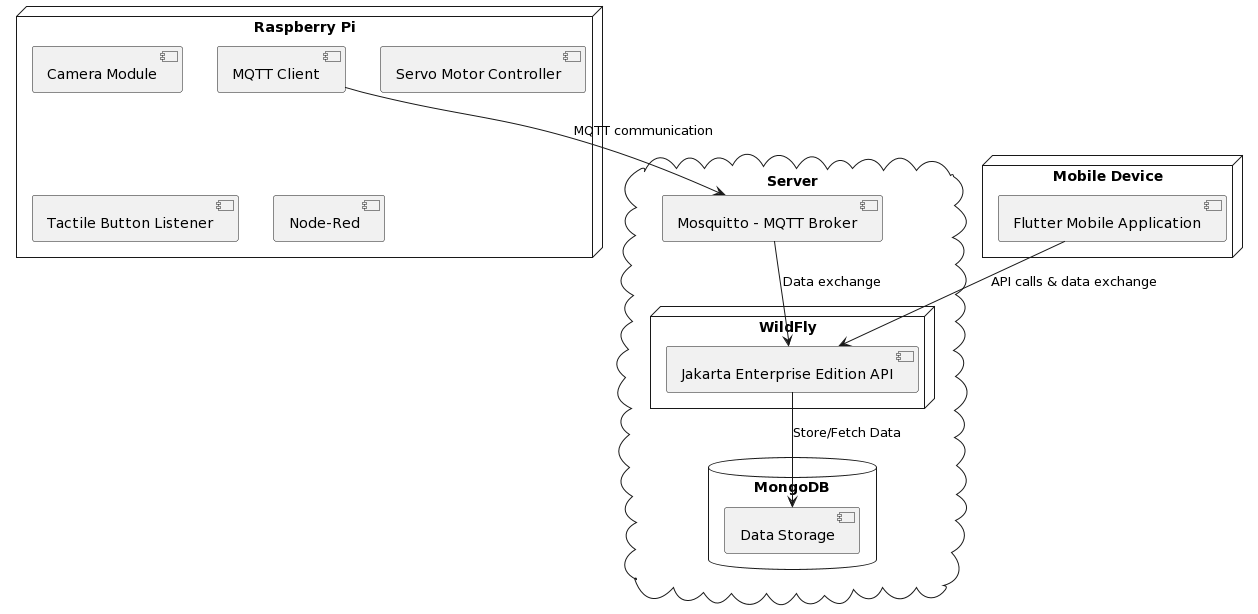 Raspberry Pi
Camera Module
MQTT Client
Servo Motor Controller
MQTT communication
Tactile Button Listener
Node-Red
Server
Mosquitto - MQTT Broker
Mobile Device
Flutter Mobile Application
Data exchange
API calls & data exchange
WildFly
Jakarta Enterprise Edition API
Store/Fetch Data
MongoDB
Data Storage